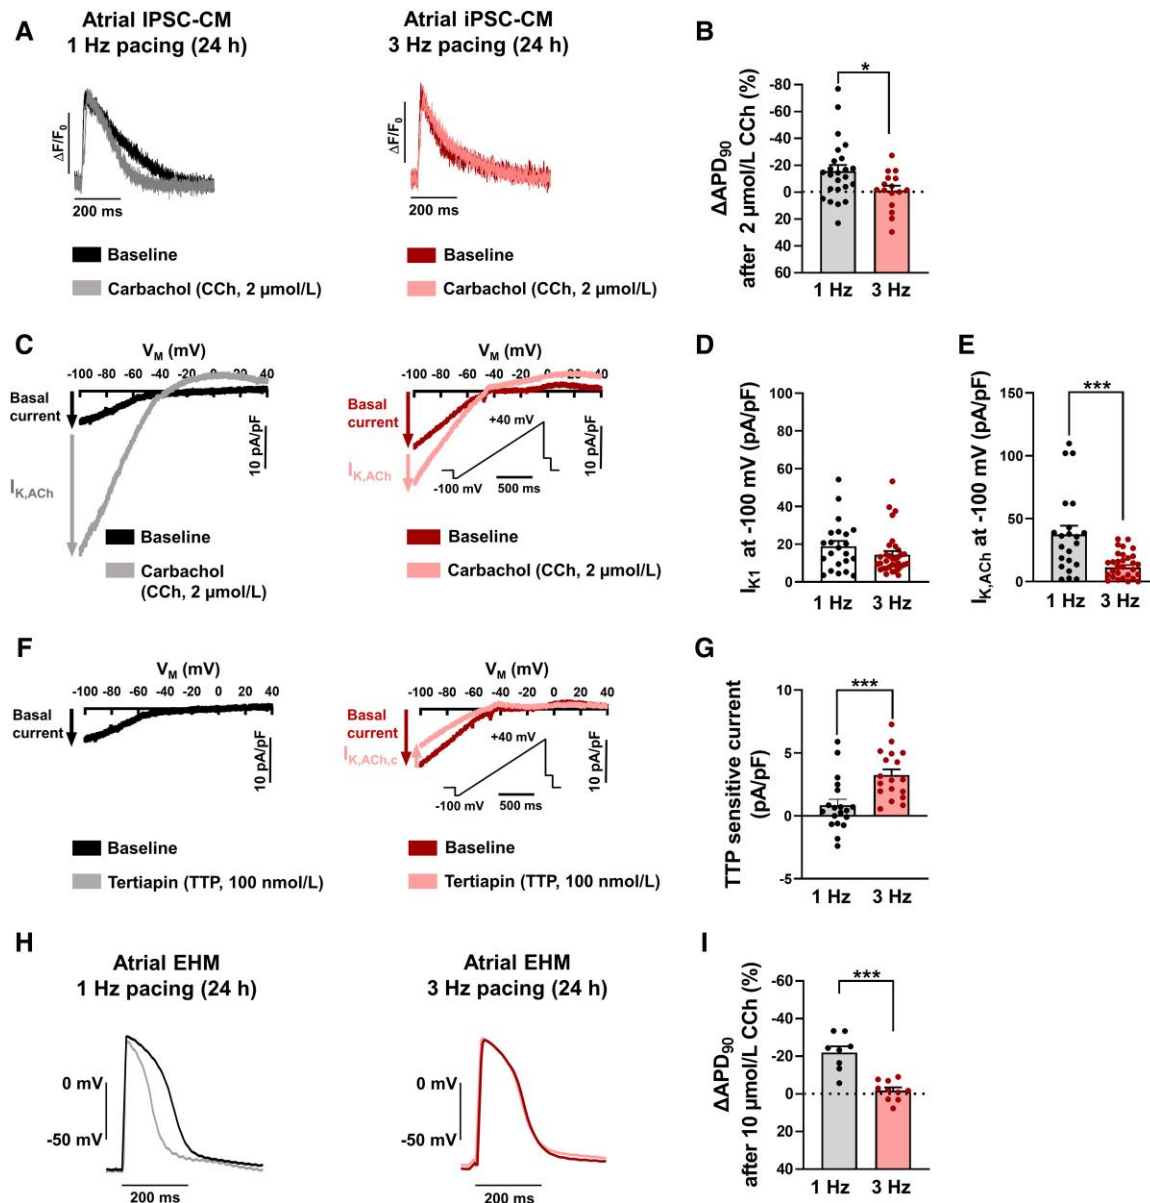 A
Atrial IPSC-CM
1 Hz pacing (24 h)
ΔF/F0
200 ms
Baseline
Carbachol (CCh, 2 µmol/L)
Atrial iPSC-CM
3 Hz pacing (24 h)
ΔF/F0
200 ms
Baseline
Carbachol (CCh, 2 µmol/L)
B
ΔAPD90
after 2 µmol/L CCh (%)
-80
-60
-40
-20
0
20
40
60
*
1 Hz 3 Hz
C
VM (mV)
-100 -80 -60 -40 -20 0 20 40
Basal
current
IK,ACh
10 pA/pF
Baseline
Carbachol
(CCh, 2 µmol/L)
VM (mV)
-100 -80 -60 -40 -20 0 20 40
Basal
current
IK,ACh
+40 mV
-100 mV
500 ms
10 pA/pF
Baseline
Carbachol (CCh, 2 µmol/L)
D
IK1 at -100 mV (pA/pF)
100
80
60
40
20
0
1 Hz 3 Hz
E
IK,ACh at -100 mV (pA/pF)
150
100
50
0
***
1 Hz 3 Hz
F
VM (mV)
-100 -80 -60 -40 -20 0 20 40
Basal
current
10 pA/pF
Baseline
Tertiapin (TTP, 100 nmol/L)
VM (mV)
-100 -80 -60 -40 -20 0 20 40
Basal
current
IK,ACh,c
+40 mV
-100 mV
500 ms
10 pA/pF
Baseline
Tertiapin (TTP, 100 nmol/L)
G
TTP sensitive current
(pA/pF)
10
5
0
-5
***
1 Hz 3 Hz
H
Atrial EHM
1 Hz pacing (24 h)
0 mV
-50 mV
200 ms
Atrial EHM
3 Hz pacing (24 h)
0 mV
-50 mV
200 ms
I
ΔAPD90
after 10 µmol/L CCh (%)
-60
-40
-20
0
20
40
***
1 Hz 3 Hz